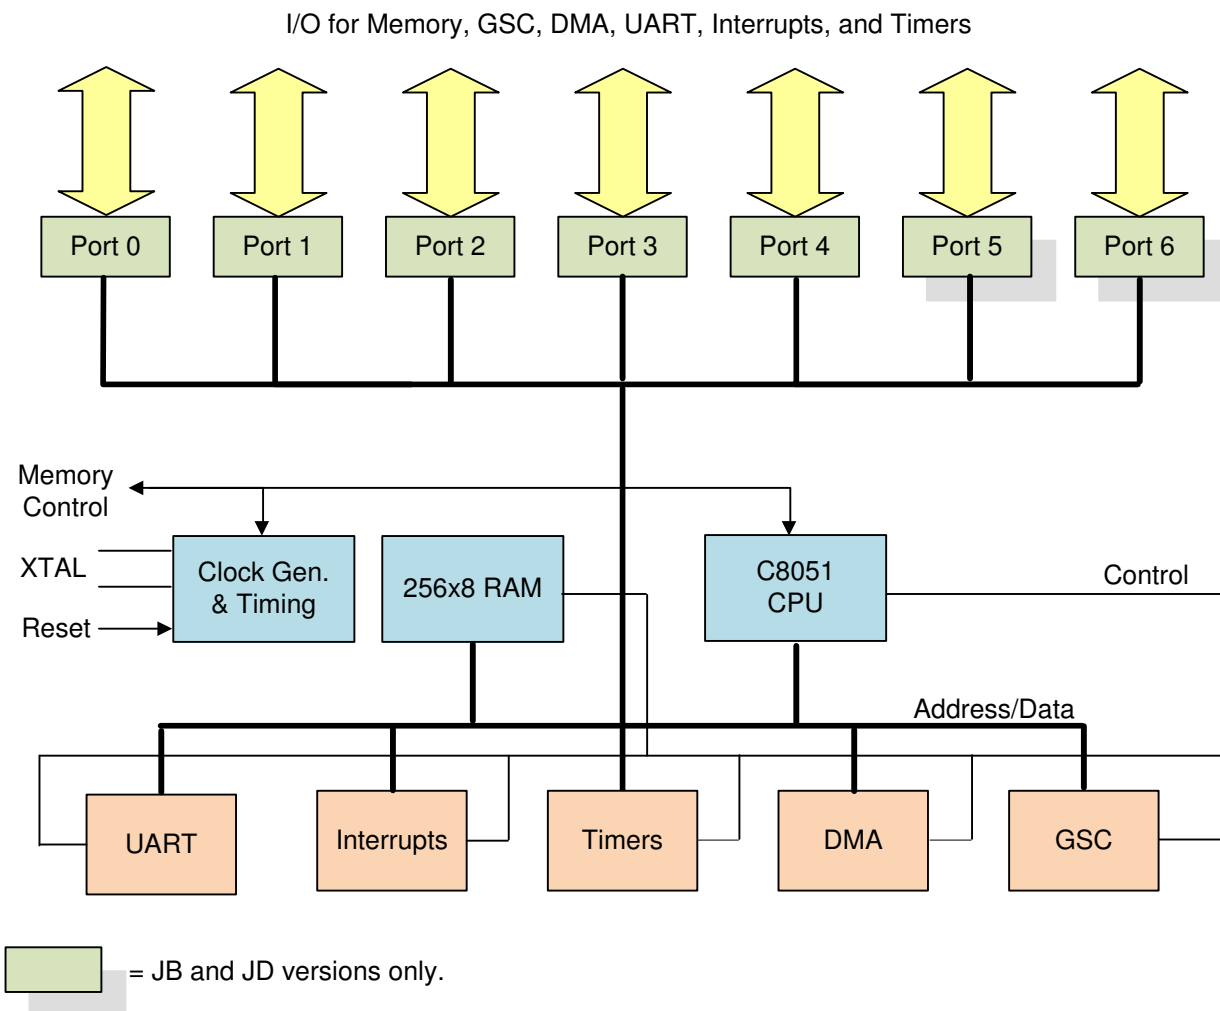 I/O for Memory, GSC, DMA, UART, Interrupts, and Timers
Port 0
Port 1
Port 2
Port 3
Port 4
Port 5
Port 6
Memory
Control
XTAL
Reset
Clock Gen.
& Timing
256x8 RAM
C8051
CPU
Control
Address/Data
UART
Interrupts
Timers
DMA
GSC
= JB and JD versions only.